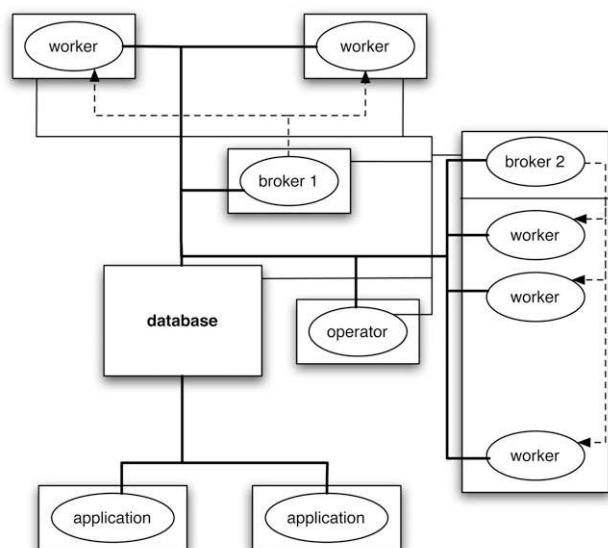 worker
worker
broker 1
broker 2
worker
worker
database
operator
worker
application
application